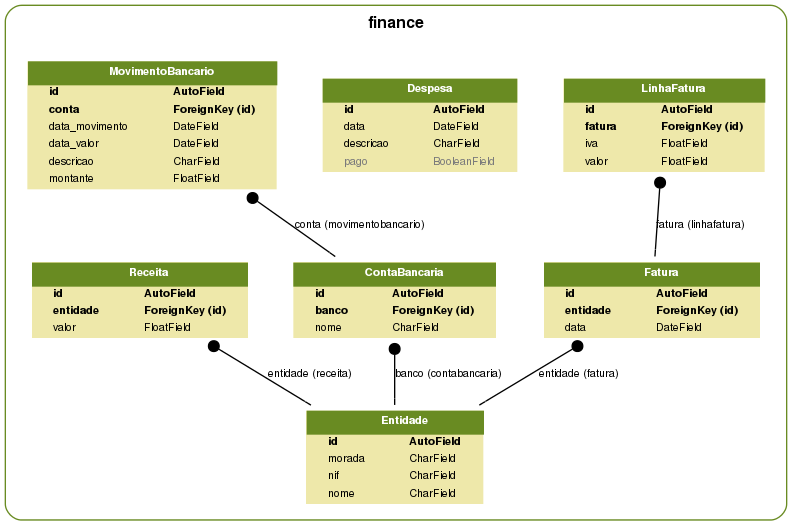 finance
MovimentoBancario
id AutoField
conta ForeignKey (id)
data_movimento DateField
data_valor DateField
descricao CharField
montante FloatField
Despesa
id AutoField
data DateField
descricao CharField
pago BooleanField
LinhaFatura
id AutoField
fatura ForeignKey (id)
iva FloatField
valor FloatField
conta (movimentobancario)
fatura (linhafatura)
Receita
id AutoField
entidade ForeignKey (id)
valor FloatField
ContaBancaria
id AutoField
banco ForeignKey (id)
nome CharField
Fatura
id AutoField
entidade ForeignKey (id)
data DateField
entidade (receita)
banco (contabancaria)
entidade (fatura)
Entidade
id AutoField
morada CharField
nif CharField
nome CharField